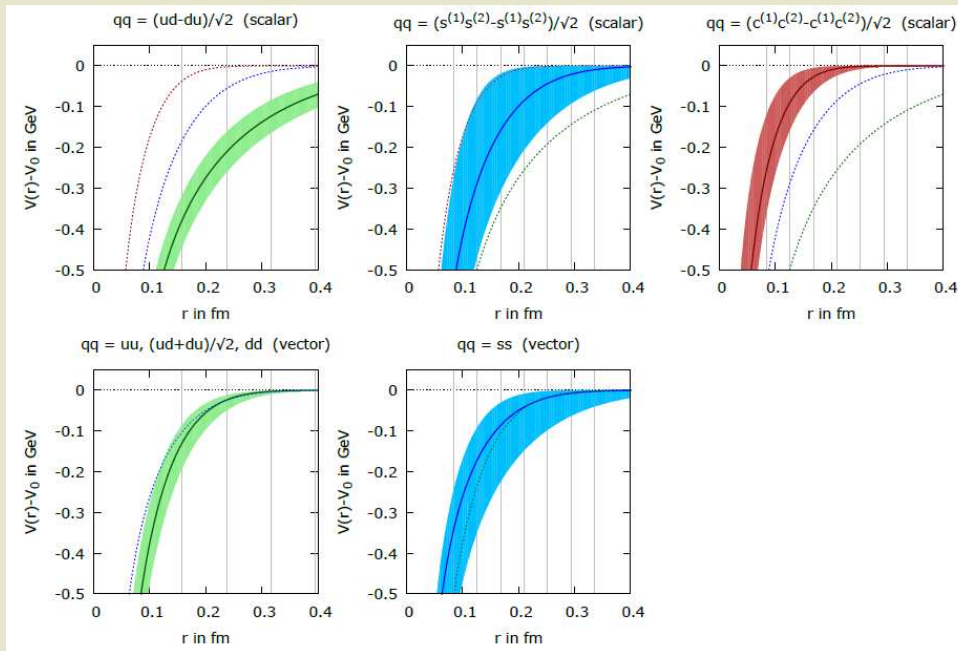 qq = (ud-du)/√2 (scalar)
V(r)-V₀ in GeV
0
-0.1
-0.2
-0.3
-0.4
-0.5
0 0.1 0.2 0.3 0.4
r in fm
qq = (s⁽¹⁾s⁽²⁾-s⁽¹⁾s⁽²⁾)/√2 (scalar)
V(r)-V₀ in GeV
0
-0.1
-0.2
-0.3
-0.4
-0.5
0 0.1 0.2 0.3 0.4
r in fm
qq = (c⁽¹⁾c⁽²⁾-c⁽¹⁾c⁽²⁾)/√2 (scalar)
V(r)-V₀ in GeV
0
-0.1
-0.2
-0.3
-0.4
-0.5
0 0.1 0.2 0.3 0.4
r in fm
qq = uu, (ud+du)/√2, dd (vector)
V(r)-V₀ in GeV
0
-0.1
-0.2
-0.3
-0.4
-0.5
0 0.1 0.2 0.3 0.4
r in fm
qq = ss (vector)
V(r)-V₀ in GeV
0
-0.1
-0.2
-0.3
-0.4
-0.5
0 0.1 0.2 0.3 0.4
r in fm